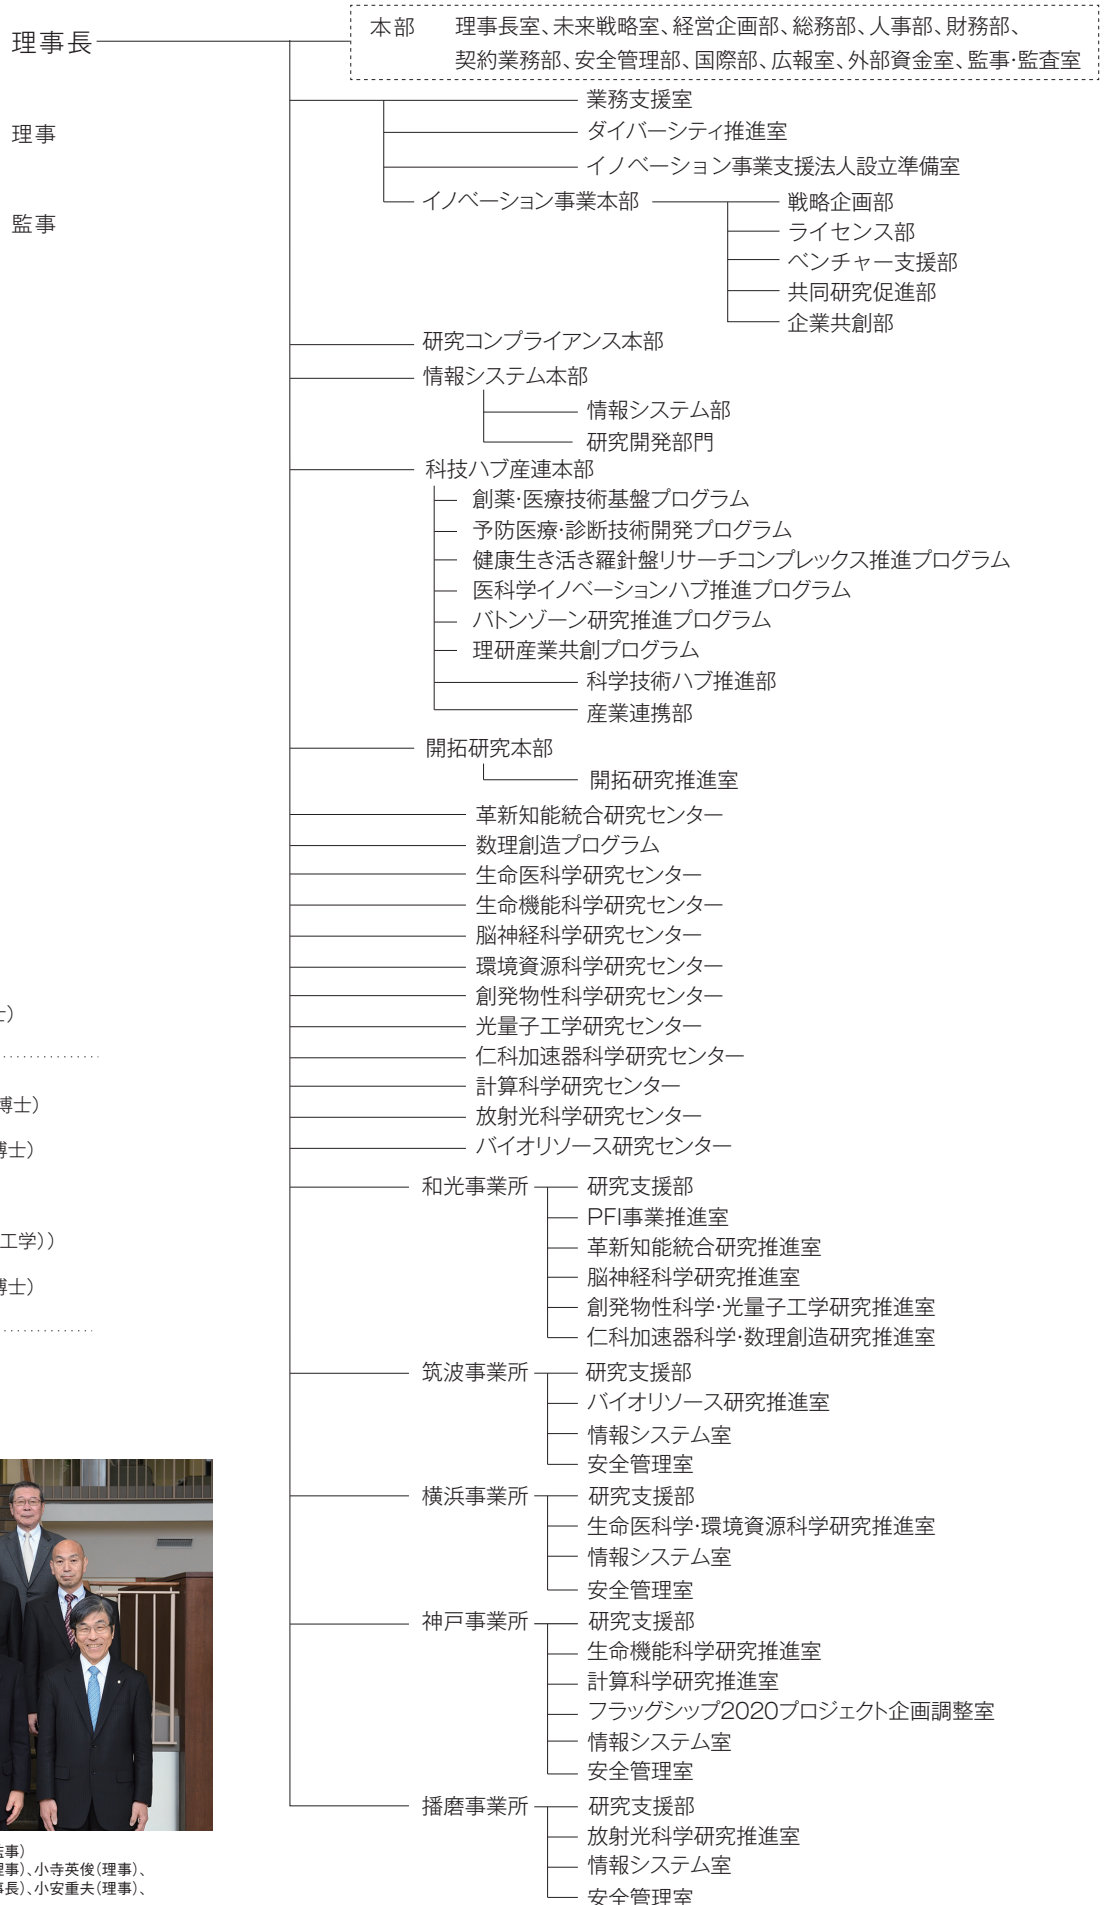 理事長
本部 理事長室、未来戦略室、経営企画部、総務部、人事部、財務部、
契約業務部、安全管理部、国際部、広報室、外部資金室、監事・監査室
業務支援室
理事
ダイバーシティ推進室
イノベーション事業支援法人設立準備室
イノベーション事業本部
戦略企画部
監事
ライセンス部
ベンチャー支援部
共同研究促進部
企業共創部
研究コンプライアンス本部
情報システム本部
情報システム部
研究開発部門
科技ハブ産連本部
創薬・医療技術基盤プログラム
予防医療・診断技術開発プログラム
健康生き活き羅針盤リサーチコンプレックス推進プログラム
医科学イノベーションハブ推進プログラム
バトンゾーン研究推進プログラム
理研産業共創プログラム
科学技術ハブ推進部
産業連携部
開拓研究本部
開拓研究推進室
革新知能統合研究センター
数理創造プログラム
生命医科学研究センター
生命機能科学研究センター
脳神経科学研究センター
環境資源科学研究センター
創発物性科学研究センター
光量子工学研究センター
仁科加速器科学研究センター
計算科学研究センター
放射光科学研究センター
バイオリソース研究センター
士）
博士）
博士）
工学））
博士）
和光事業所
研究支援部
PFI事業推進室
革新知能統合研究推進室
脳神経科学研究推進室
創発物性科学・光量子工学研究推進室
仁科加速器科学・数理創造研究推進室
筑波事業所
研究支援部
バイオリソース研究推進室
情報システム室
安全管理室
横浜事業所
研究支援部
生命医科学・環境資源科学研究推進室
情報システム室
安全管理室
神戸事業所
研究支援部
生命機能科学研究推進室
計算科学研究推進室
フラッグシップ2020プロジェクト企画調整室
情報システム室
安全管理室
播磨事業所
研究支援部
放射光科学研究推進室
情報システム室
安全管理室
監事）
理事）、小寺英俊（理事）、
事長）、小安重夫（理事）、